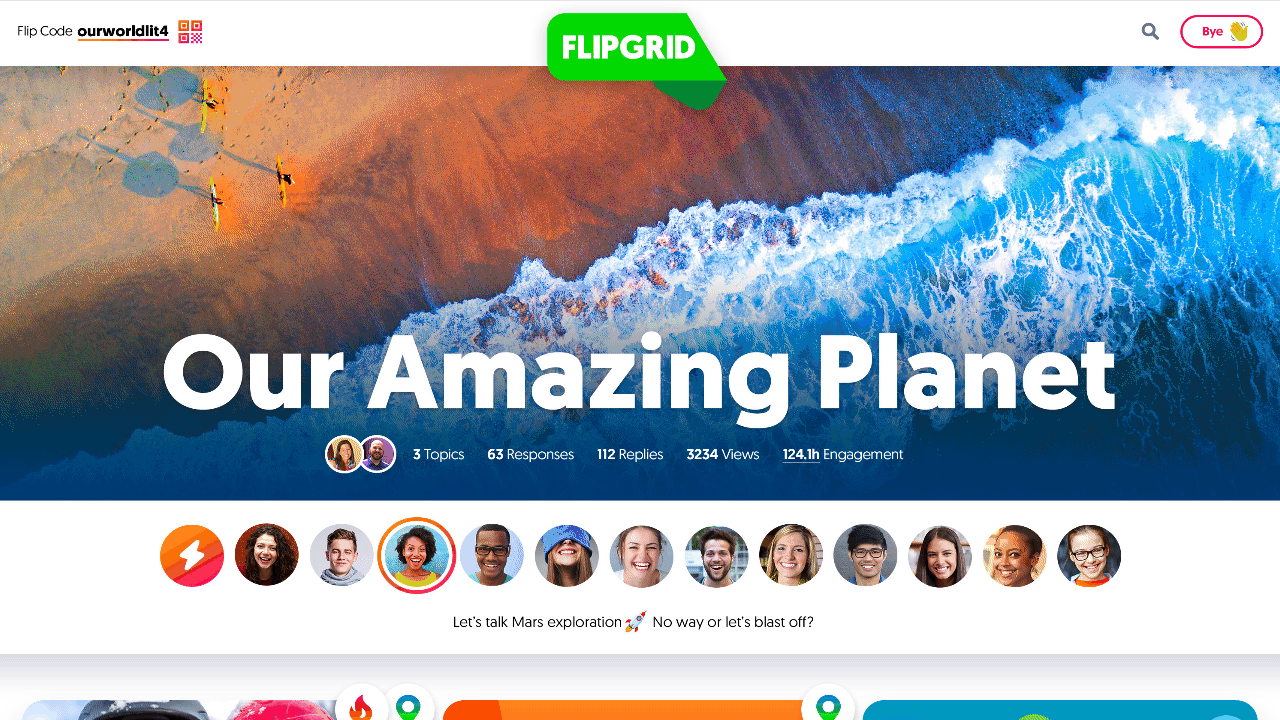 Flip Code ourworldlit4
FLIPGRID
Bye
Our Amazing Planet
3 Topics 63 Responses 112 Replies 3234 Views 124.1h Engagement
Let's talk Mars exploration 🚀 No way or let's blast off?